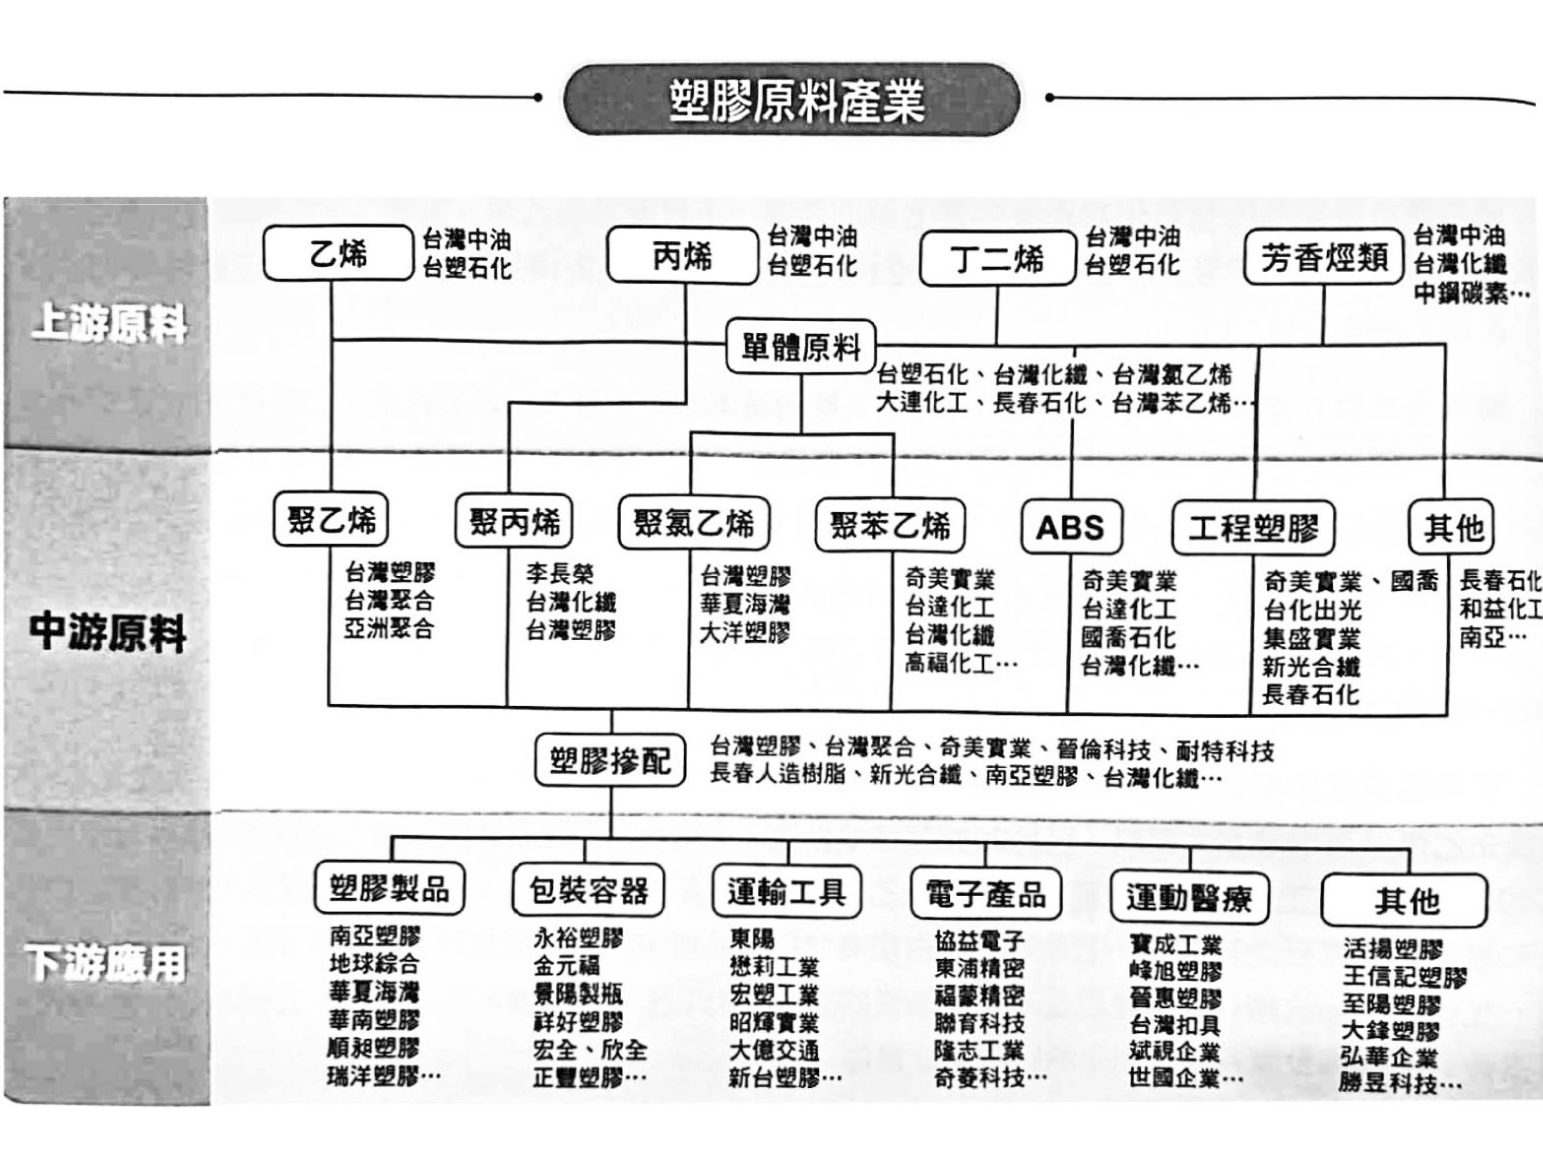 塑膠原料產業
上游原料
乙烯
台灣中油
台塑石化
丙烯
台灣中油
台塑石化
丁二烯
台灣中油
台塑石化
芳香烴類
台灣中油
台灣化纖
中鋼碳素…
單體原料
台塑石化、台灣化纖、台灣氯乙烯
大連化工、長春石化、台灣苯乙烯…
中游原料
聚乙烯
台灣塑膠
台灣聚合
亞洲聚合
聚丙烯
李長榮
台灣化纖
台灣塑膠
聚氯乙烯
台灣塑膠
華夏海灣
大洋塑膠
聚苯乙烯
奇美實業
台達化工
台灣化纖
高福化工…
ABS
奇美實業
台達化工
國喬石化
台灣化纖…
工程塑膠
奇美實業、國喬
台化出光
集盛實業
新光合纖
長春石化
其他
長春石化
和益化工
南亞…
塑膠摻配
台灣塑膠、台灣聚合、奇美實業、晉倫科技、耐特科技
長春人造樹脂、新光合纖、南亞塑膠、台灣化纖…
下游應用
塑膠製品
南亞塑膠
地球綜合
華夏海灣
華南塑膠
順昶塑膠
瑞洋塑膠…
包裝容器
永裕塑膠
金元福
景陽製瓶
祥好塑膠
宏全、欣全
正豐塑膠…
運輸工具
東陽
懋莉工業
宏塑工業
昭輝實業
大億交通
新台塑膠…
電子產品
協益電子
東浦精密
福蒙精密
聯育科技
隆志工業
奇菱科技…
運動醫療
寶成工業
峰旭塑膠
晉惠塑膠
台灣扣具
斌視企業
世國企業…
其他
活揚塑膠
王信記塑膠
至陽塑膠
大鋒塑膠
弘華企業
勝昱科技…